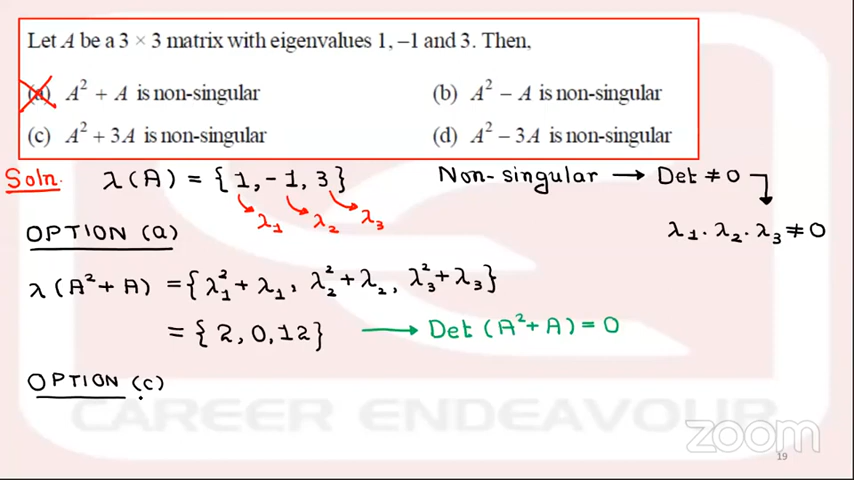 Let A be a 3 × 3 matrix with eigenvalues 1, –1 and 3. Then,
(a) A² + A is non-singular (b) A² – A is non-singular
(c) A² + 3A is non-singular (d) A² – 3A is non-singular
Soln. λ(A) = {1, -1, 3} Non-singular → Det ≠ 0
λ₁ λ₂ λ₃ λ₁ · λ₂ · λ₃ ≠ 0
OPTION (a)
λ(A² + A) = {λ₁² + λ₁, λ₂² + λ₂, λ₃² + λ₃}
= {2, 0, 12} → Det (A² + A) = 0
OPTION (c)
CAREER ENDEAVOUR
zoom
19